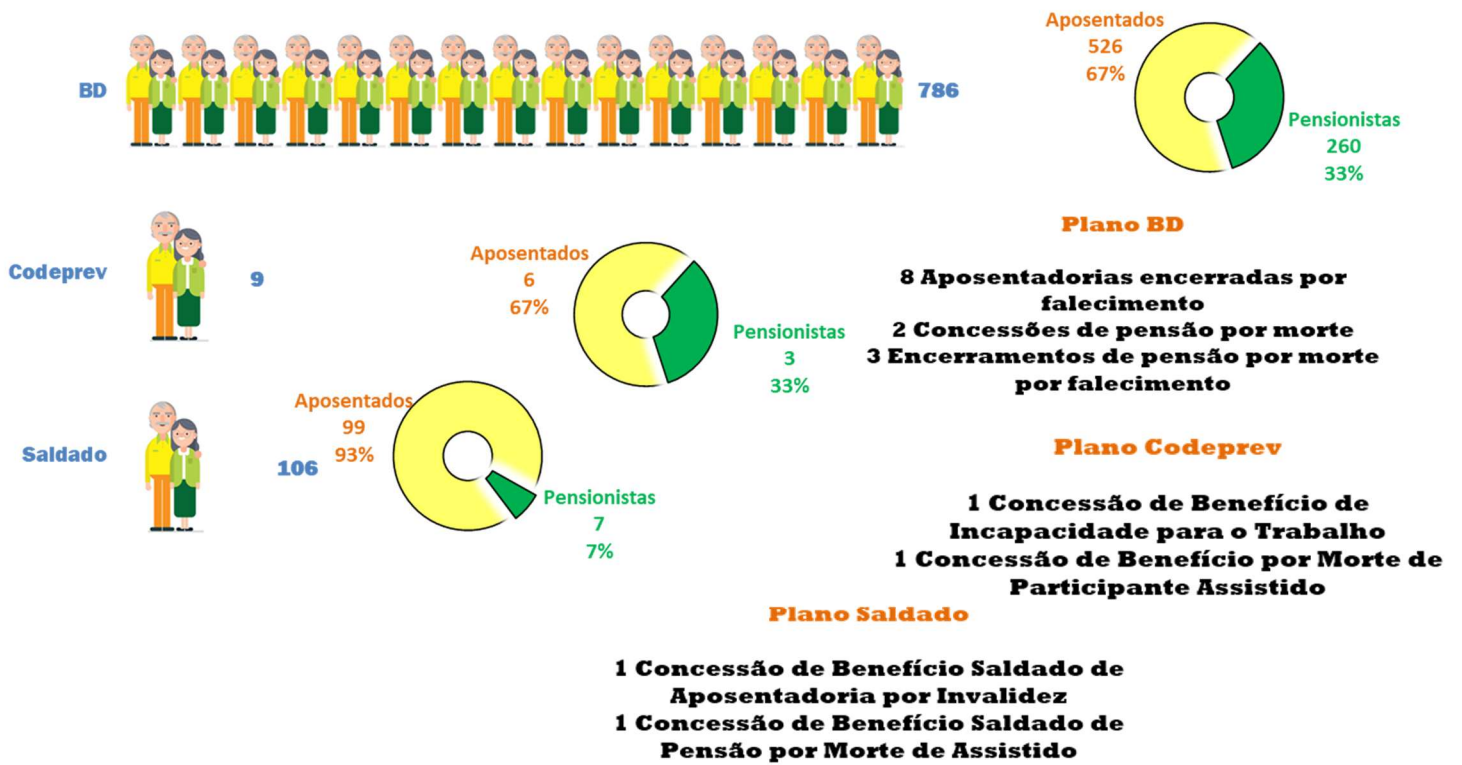 BD
786
Aposentados
526
67%
Pensionistas
260
33%
Codeprev
9
Aposentados
6
67%
Pensionistas
3
33%
Saldado
106
Aposentados
99
93%
Pensionistas
7
7%
Plano BD
8 Aposentadorias encerradas por
falecimento
2 Concessões de pensão por morte
3 Encerramentos de pensão por morte
por falecimento
Plano Codeprev
1 Concessão de Benefício de
Incapacidade para o Trabalho
1 Concessão de Benefício por Morte de
Participante Assistido
Plano Saldado
1 Concessão de Benefício Saldado de
Aposentadoria por Invalidez
1 Concessão de Benefício Saldado de
Pensão por Morte de Assistido